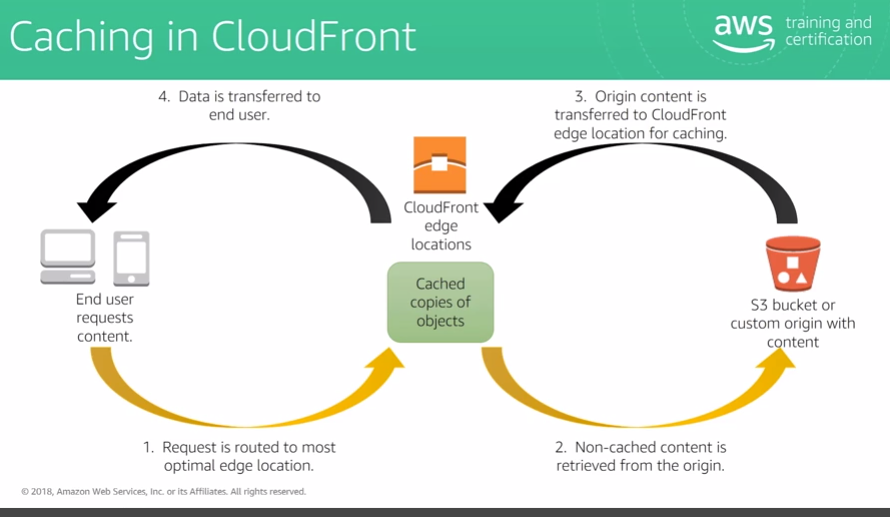 Caching in CloudFront
aws training and
certification
4. Data is transferred to
end user.
3. Origin content is
transferred to CloudFront
edge location for caching.
CloudFront
edge
locations
Cached
copies of
objects
End user
requests
content.
S3 bucket or
custom origin with
content
1. Request is routed to most
optimal edge location.
2. Non-cached content is
retrieved from the origin.
© 2018, Amazon Web Services, Inc. or its Affiliates. All rights reserved.